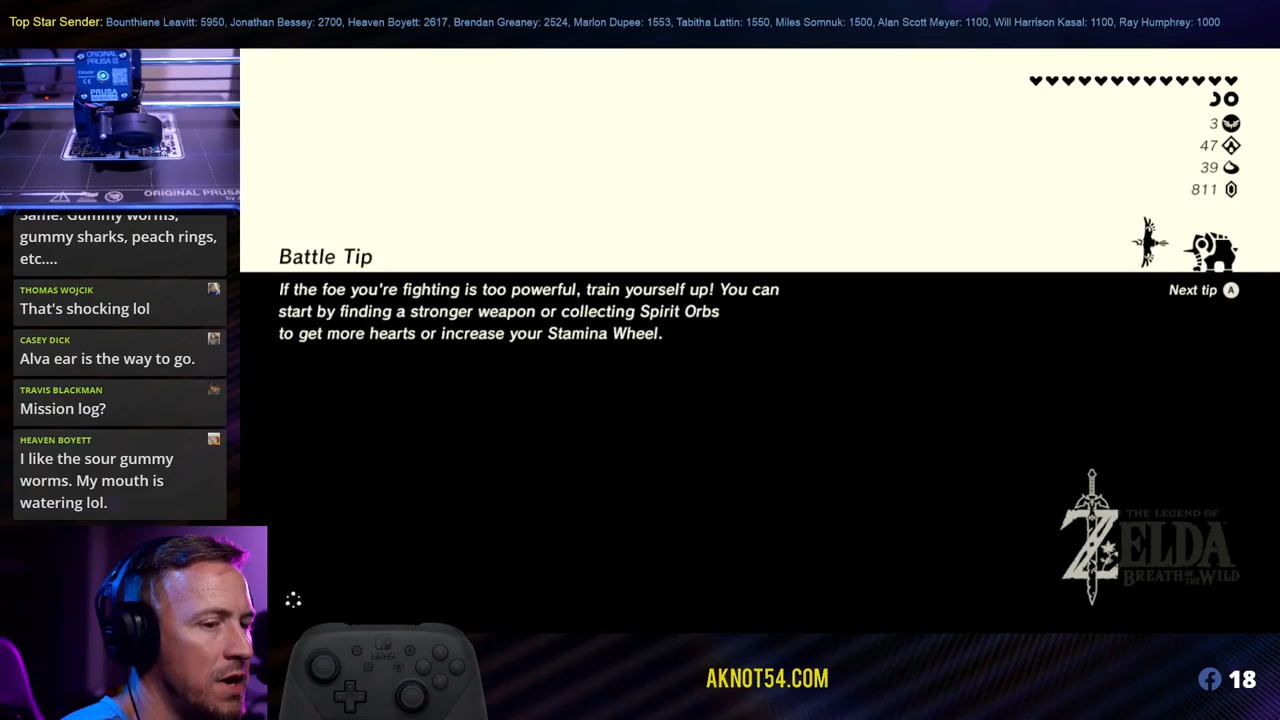 Top Star Sender: Bounthiene Leavitt: 5950, Jonathan Bessey: 2700, Heaven Boyett: 2617, Brendan Greaney: 2524, Marlon Dupee: 1553, Tabitha Lattin: 1550, Miles Somnuk: 1500, Alan Scott Meyer: 1100, Will Harrison Kasal: 1100, Ray Humphrey: 1000
ORIGINAL
PRUSA i3
PRUSA
ORIGINAL PRUSA i3
Same. Gummy worms,
gummy sharks, peach rings,
etc....
THOMAS WOJCIK
That's shocking lol
CASEY DICK
Alva ear is the way to go.
TRAVIS BLACKMAN
Mission log?
HEAVEN BOYETT
I like the sour gummy
worms. My mouth is
watering lol.
3
47
39
811
Battle Tip
If the foe you're fighting is too powerful, train yourself up! You can
start by finding a stronger weapon or collecting Spirit Orbs
to get more hearts or increase your Stamina Wheel.
Next tip A
THE LEGEND OF
ZELDA
BREATH OF THE WILD
SWITCH
AKNOT54.COM
18